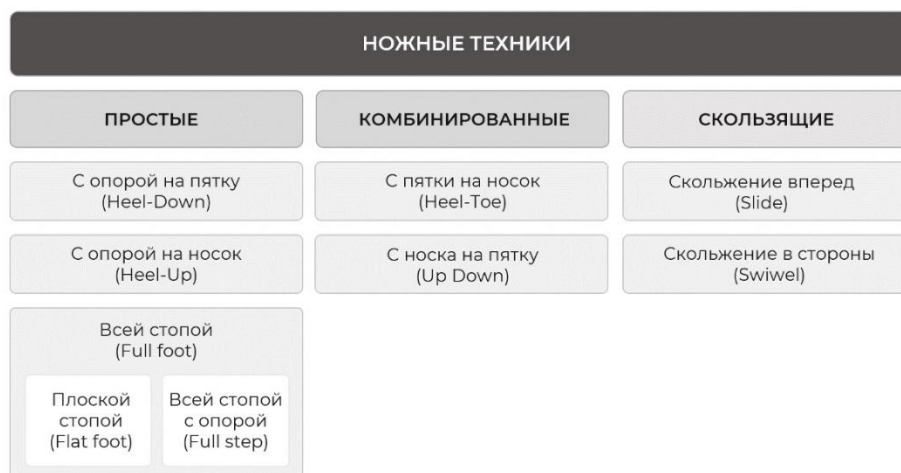 НОЖНЫЕ ТЕХНИКИ
ПРОСТЫЕ
С опорой на пятку
(Heel-Down)
С опорой на носок
(Heel-Up)
Всей стопой
(Full foot)
Плоской
стопой
(Flat foot)
Всей стопой
с опорой
(Full step)
КОМБИНИРОВАННЫЕ
С пятки на носок
(Heel-Toe)
С носка на пятку
(Up Down)
СКОЛЬЗЯЩИЕ
Скольжение вперед
(Slide)
Скольжение в стороны
(Swiwel)